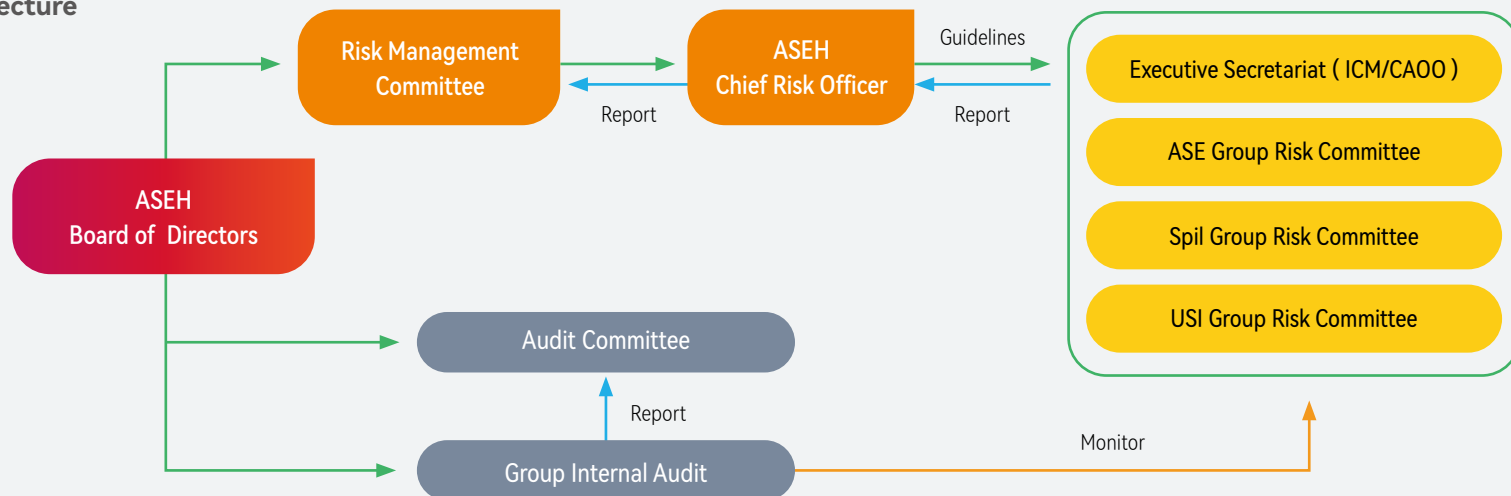 Risk Management
Committee
ASEH
Chief Risk Officer
Guidelines
Report
Report
Executive Secretariat ( ICM/CAOO )
ASE Group Risk Committee
Spil Group Risk Committee
USI Group Risk Committee
ASEH
Board of Directors
Audit Committee
Report
Group Internal Audit
Monitor